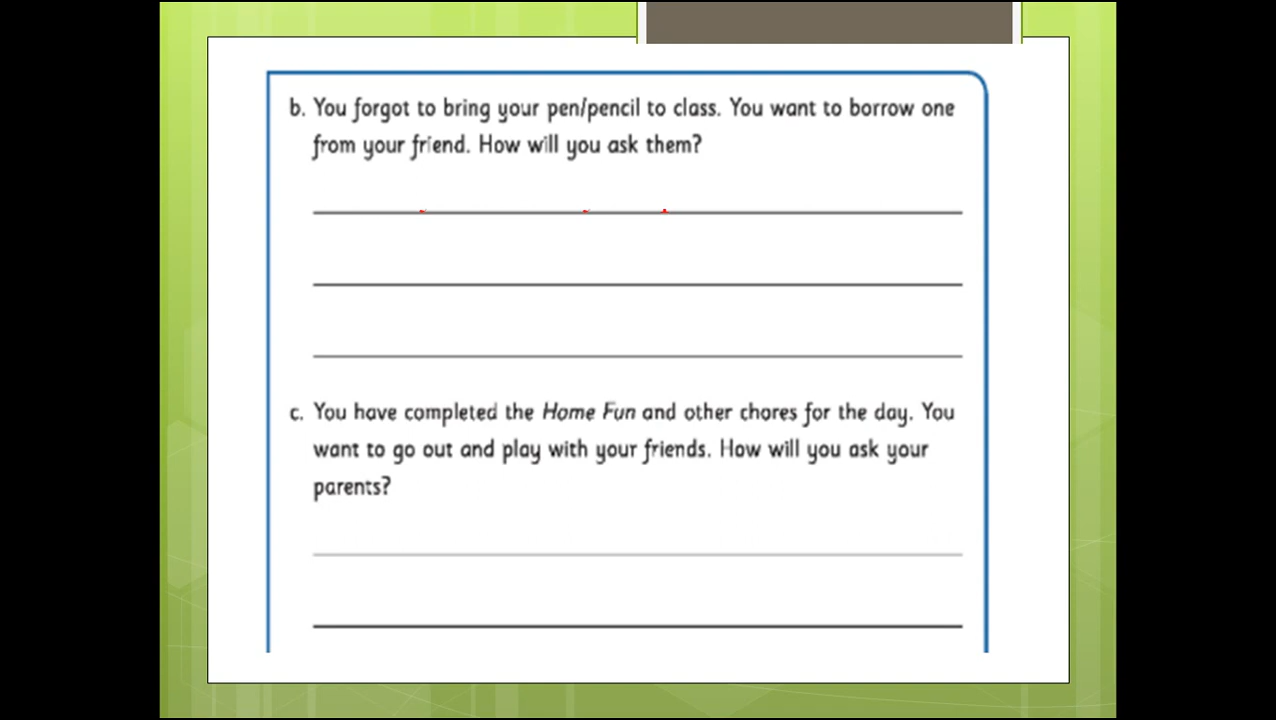 b. You forgot to bring your pen/pencil to class. You want to borrow one
from your friend. How will you ask them?
c. You have completed the Home Fun and other chores for the day. You
want to go out and play with your friends. How will you ask your
parents?